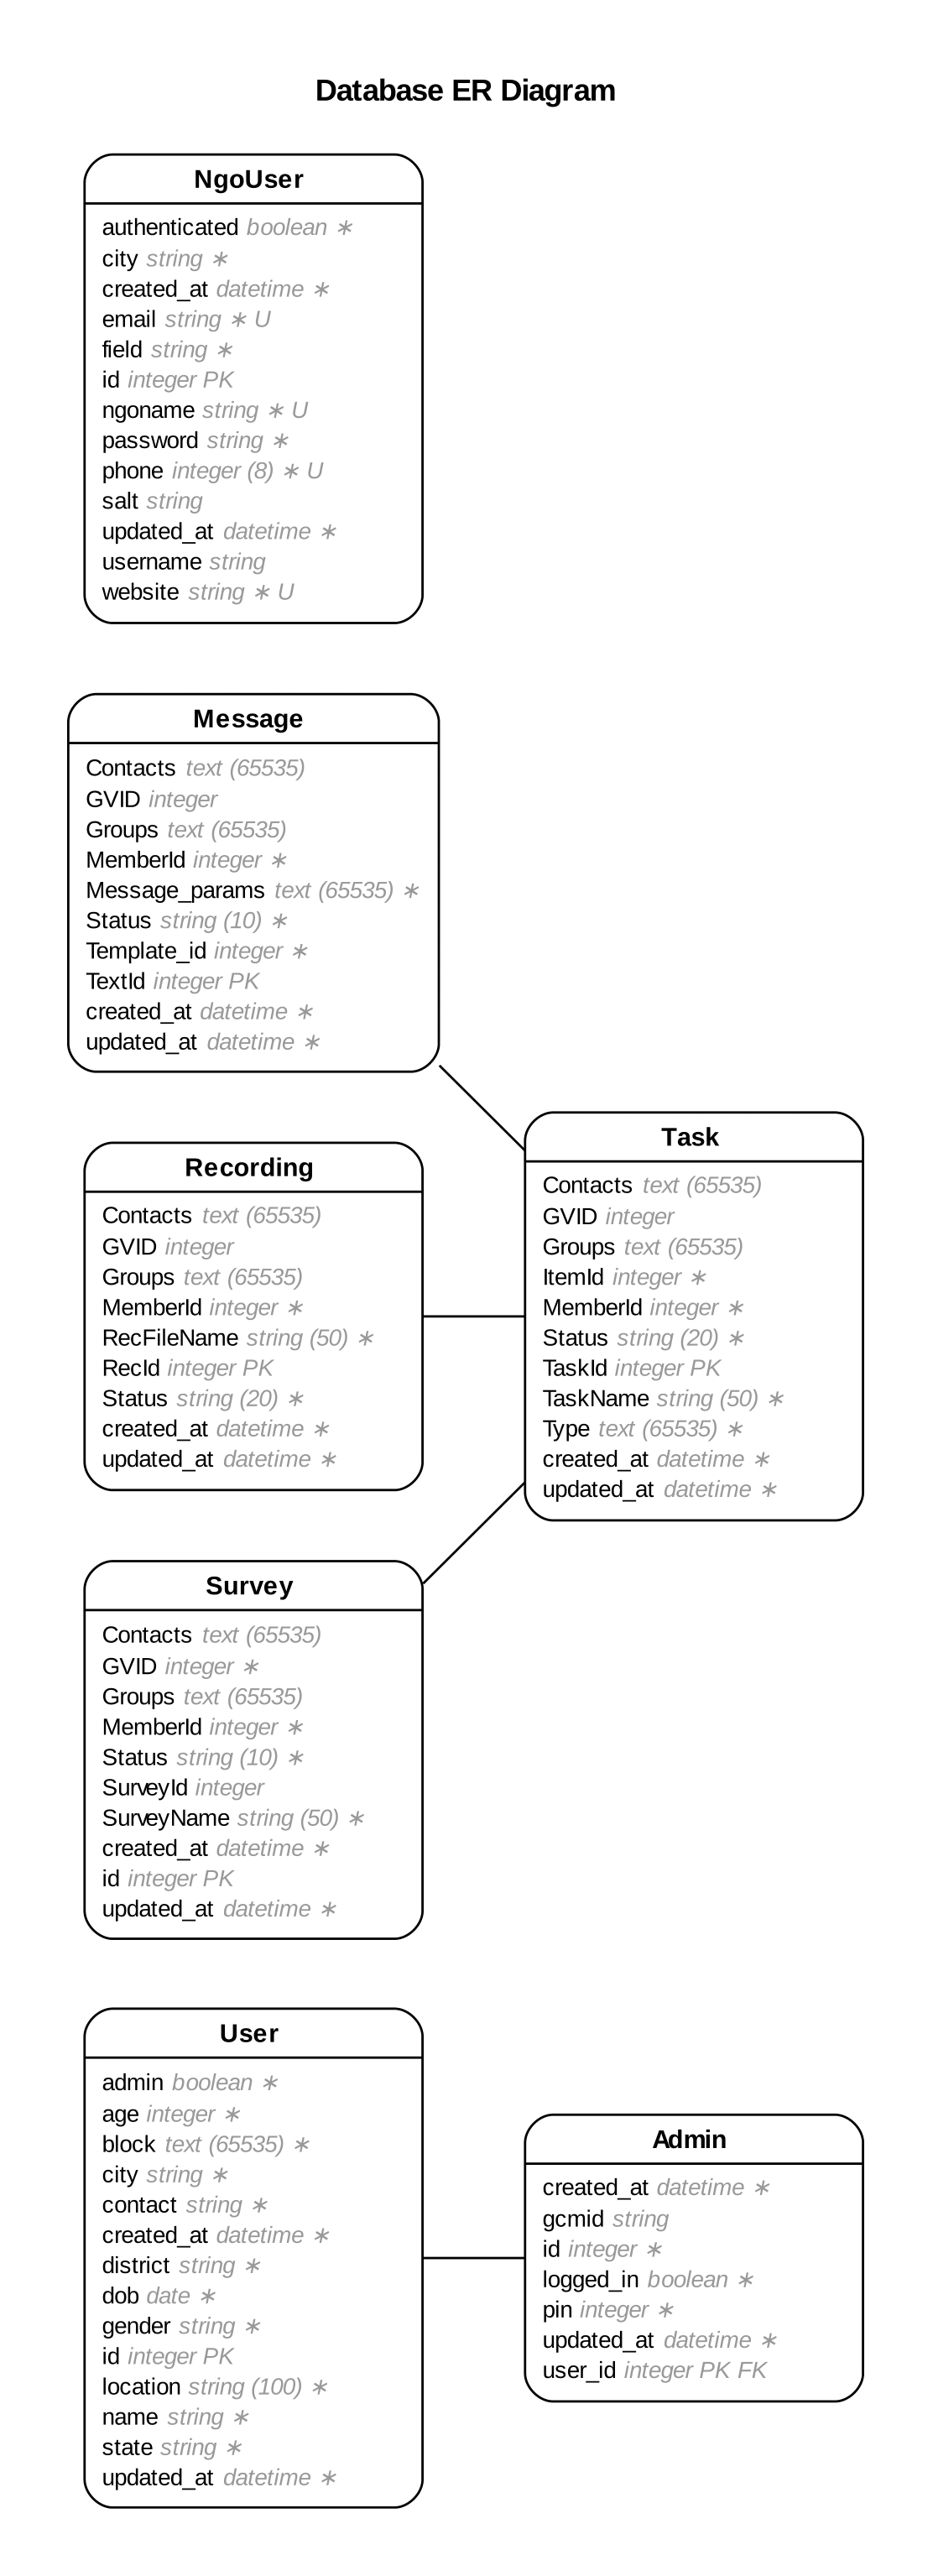 Database ER Diagram
NgoUser
authenticated boolean ∗
city string ∗
created_at datetime ∗
email string ∗ U
field string ∗
id integer PK
ngoname string ∗ U
password string ∗
phone integer (8) ∗ U
salt string
updated_at datetime ∗
username string
website string ∗ U
Message
Contacts text (65535)
GVID integer
Groups text (65535)
MemberId integer ∗
Message_params text (65535) ∗
Status string (10) ∗
Template_id integer ∗
TextId integer PK
created_at datetime ∗
updated_at datetime ∗
Recording
Contacts text (65535)
GVID integer
Groups text (65535)
MemberId integer ∗
RecFileName string (50) ∗
RecId integer PK
Status string (20) ∗
created_at datetime ∗
updated_at datetime ∗
Task
Contacts text (65535)
GVID integer
Groups text (65535)
ItemId integer ∗
MemberId integer ∗
Status string (20) ∗
TaskId integer PK
TaskName string (50) ∗
Type text (65535) ∗
created_at datetime ∗
updated_at datetime ∗
Survey
Contacts text (65535)
GVID integer ∗
Groups text (65535)
MemberId integer ∗
Status string (10) ∗
SurveyId integer
SurveyName string (50) ∗
created_at datetime ∗
id integer PK
updated_at datetime ∗
User
admin boolean ∗
age integer ∗
block text (65535) ∗
city string ∗
contact string ∗
created_at datetime ∗
district string ∗
dob date ∗
gender string ∗
id integer PK
location string (100) ∗
name string ∗
state string ∗
updated_at datetime ∗
Admin
created_at datetime ∗
gcmid string
id integer ∗
logged_in boolean ∗
pin integer ∗
updated_at datetime ∗
user_id integer PK FK